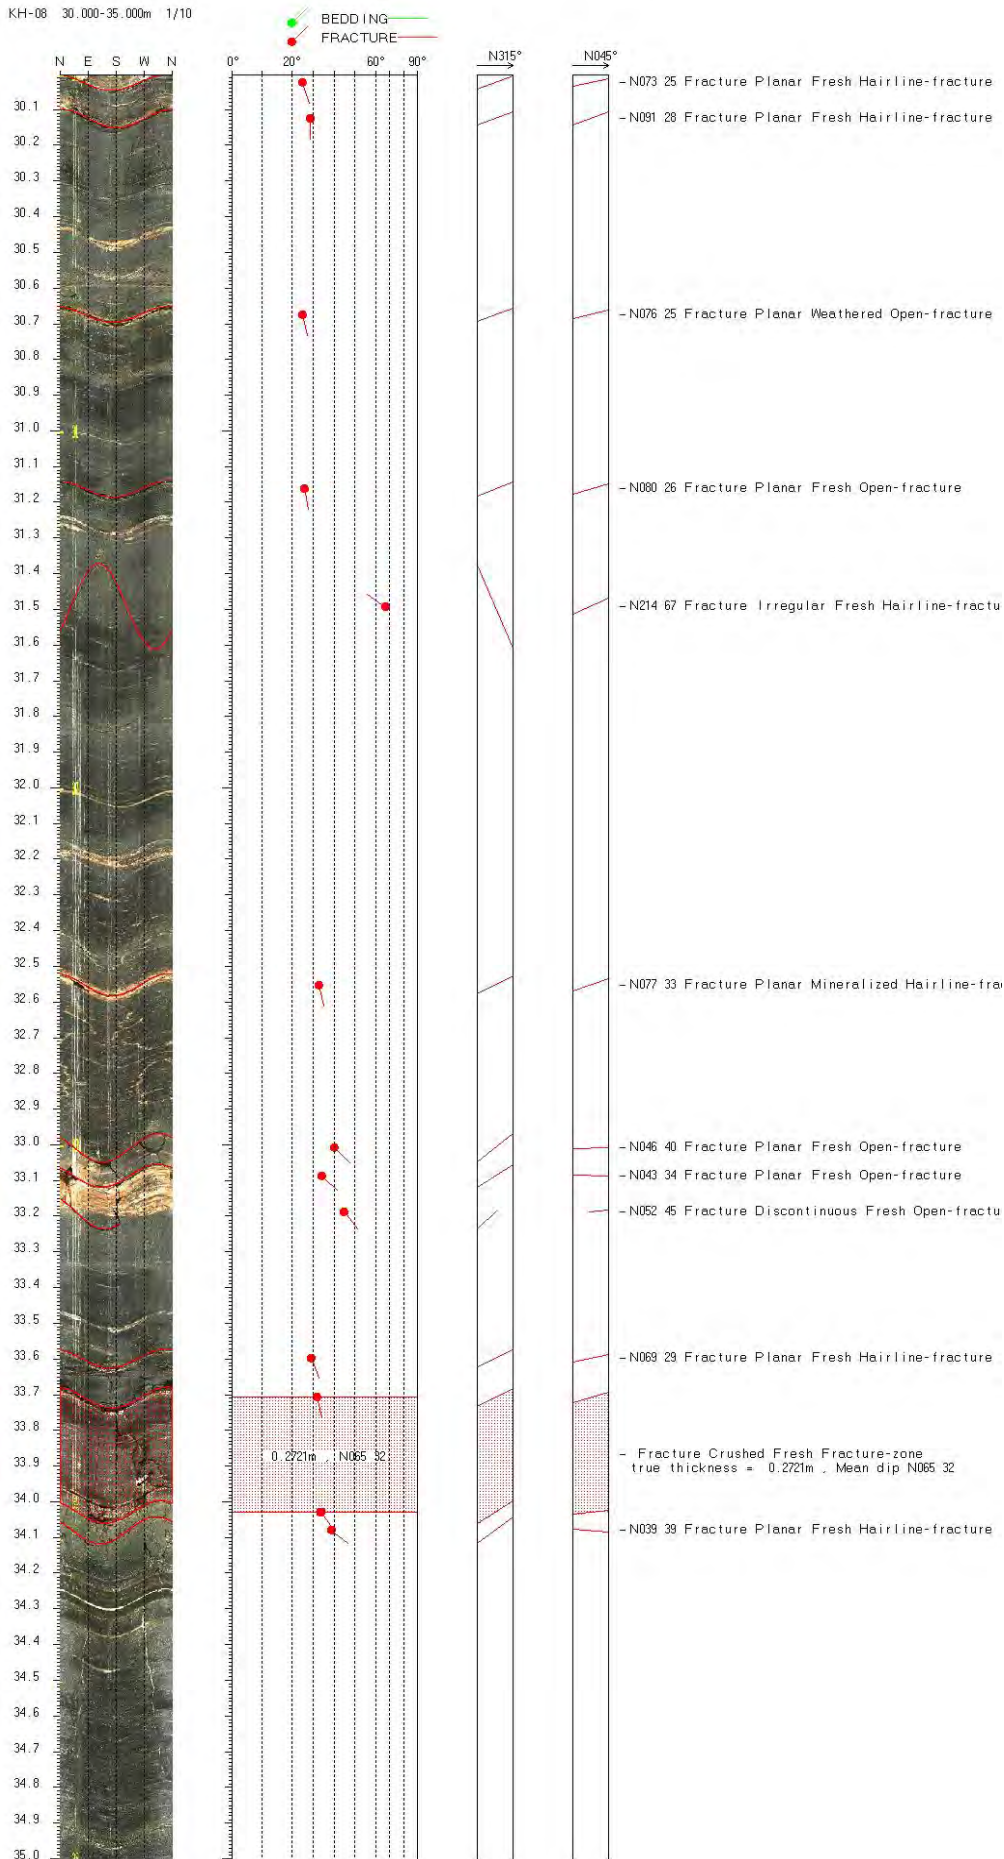 KH-08 30.000-35.000m 1/10
BEDDING
FRACTURE
N E S W N
0° 20° 60° 90°
N315°
N045°
N073 25 Fracture Planar Fresh Hairline-fracture
30.1
N091 28 Fracture Planar Fresh Hairline-fracture
30.2
30.3
30.4
30.5
30.6
N076 25 Fracture Planar Weathered Open-fracture
30.7
30.8
30.9
31.0
31.1
N080 26 Fracture Planar Fresh Open-fracture
31.2
31.3
31.4
31.5
N214 67 Fracture Irregular Fresh Hairline-fractu
31.6
31.7
31.8
31.9
32.0
32.1
32.2
32.3
32.4
32.5
N077 33 Fracture Planar Mineralized Hairline-frac
32.6
32.7
32.8
32.9
33.0
N046 40 Fracture Planar Fresh Open-fracture
33.1
N043 34 Fracture Planar Fresh Open-fracture
33.2
N052 45 Fracture Discontinuous Fresh Open-fractu
33.3
33.4
33.5
33.6
N069 29 Fracture Planar Fresh Hairline-fracture
33.7
33.8
0.2721m , N065 32
Fracture Crushed Fresh Fracture-zone
true thickness = 0.2721m , Mean dip N065 32
33.9
34.0
N039 39 Fracture Planar Fresh Hairline-fracture
34.1
34.2
34.3
34.4
34.5
34.6
34.7
34.8
34.9
35.0